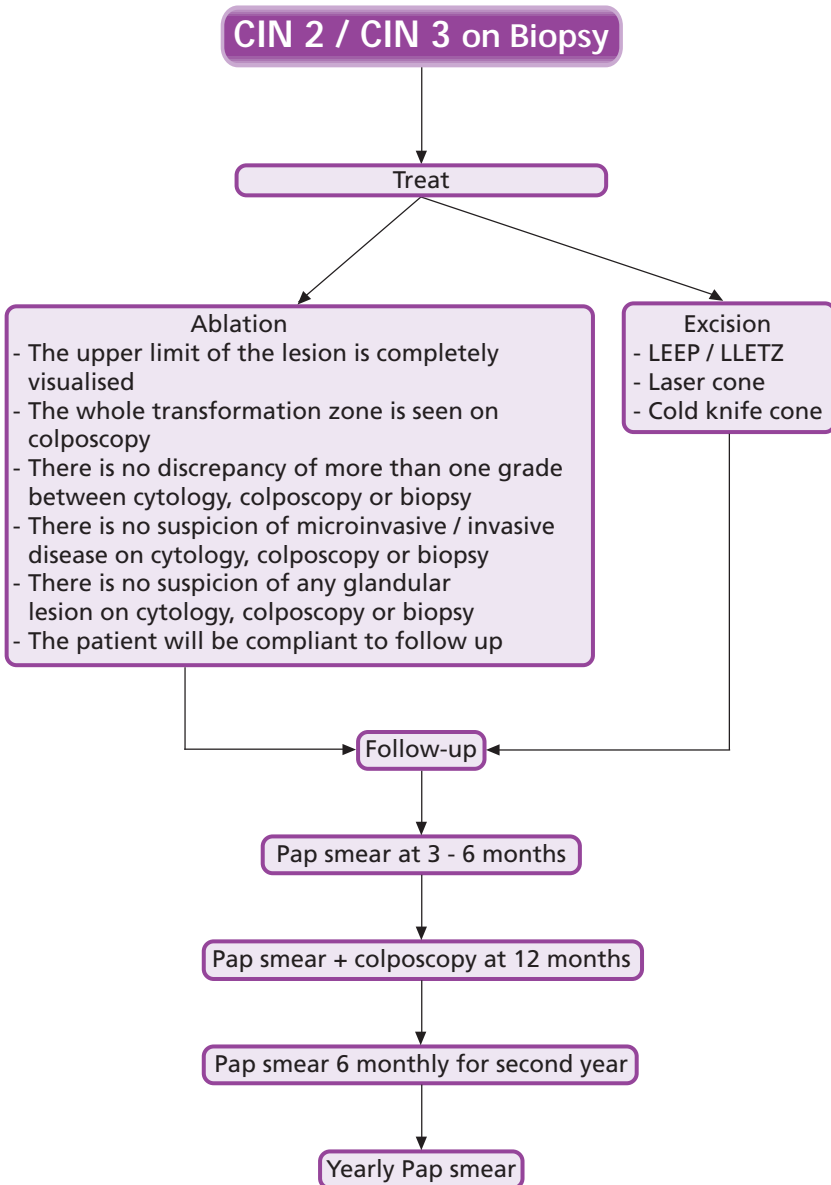 CIN 2 / CIN 3 on Biopsy
Treat
Ablation
- The upper limit of the lesion is completely
visualised
- The whole transformation zone is seen on
colposcopy
- There is no discrepancy of more than one grade
between cytology, colposcopy or biopsy
- There is no suspicion of microinvasive / invasive
disease on cytology, colposcopy or biopsy
- There is no suspicion of any glandular
lesion on cytology, colposcopy or biopsy
- The patient will be compliant to follow up
Excision
- LEEP / LLETZ
- Laser cone
- Cold knife cone
Follow-up
Pap smear at 3 - 6 months
Pap smear + colposcopy at 12 months
Pap smear 6 monthly for second year
Yearly Pap smear